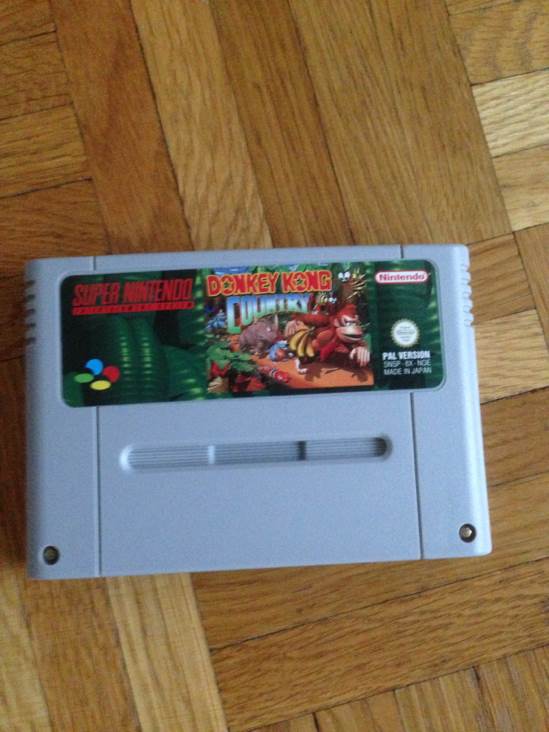 SUPER NINTENDO
ENTERTAINMENT SYSTEM
DONKEY KONG
COUNTRY
Nintendo
PAL VERSION
SNSP-8X-NOE
MADE IN JAPAN